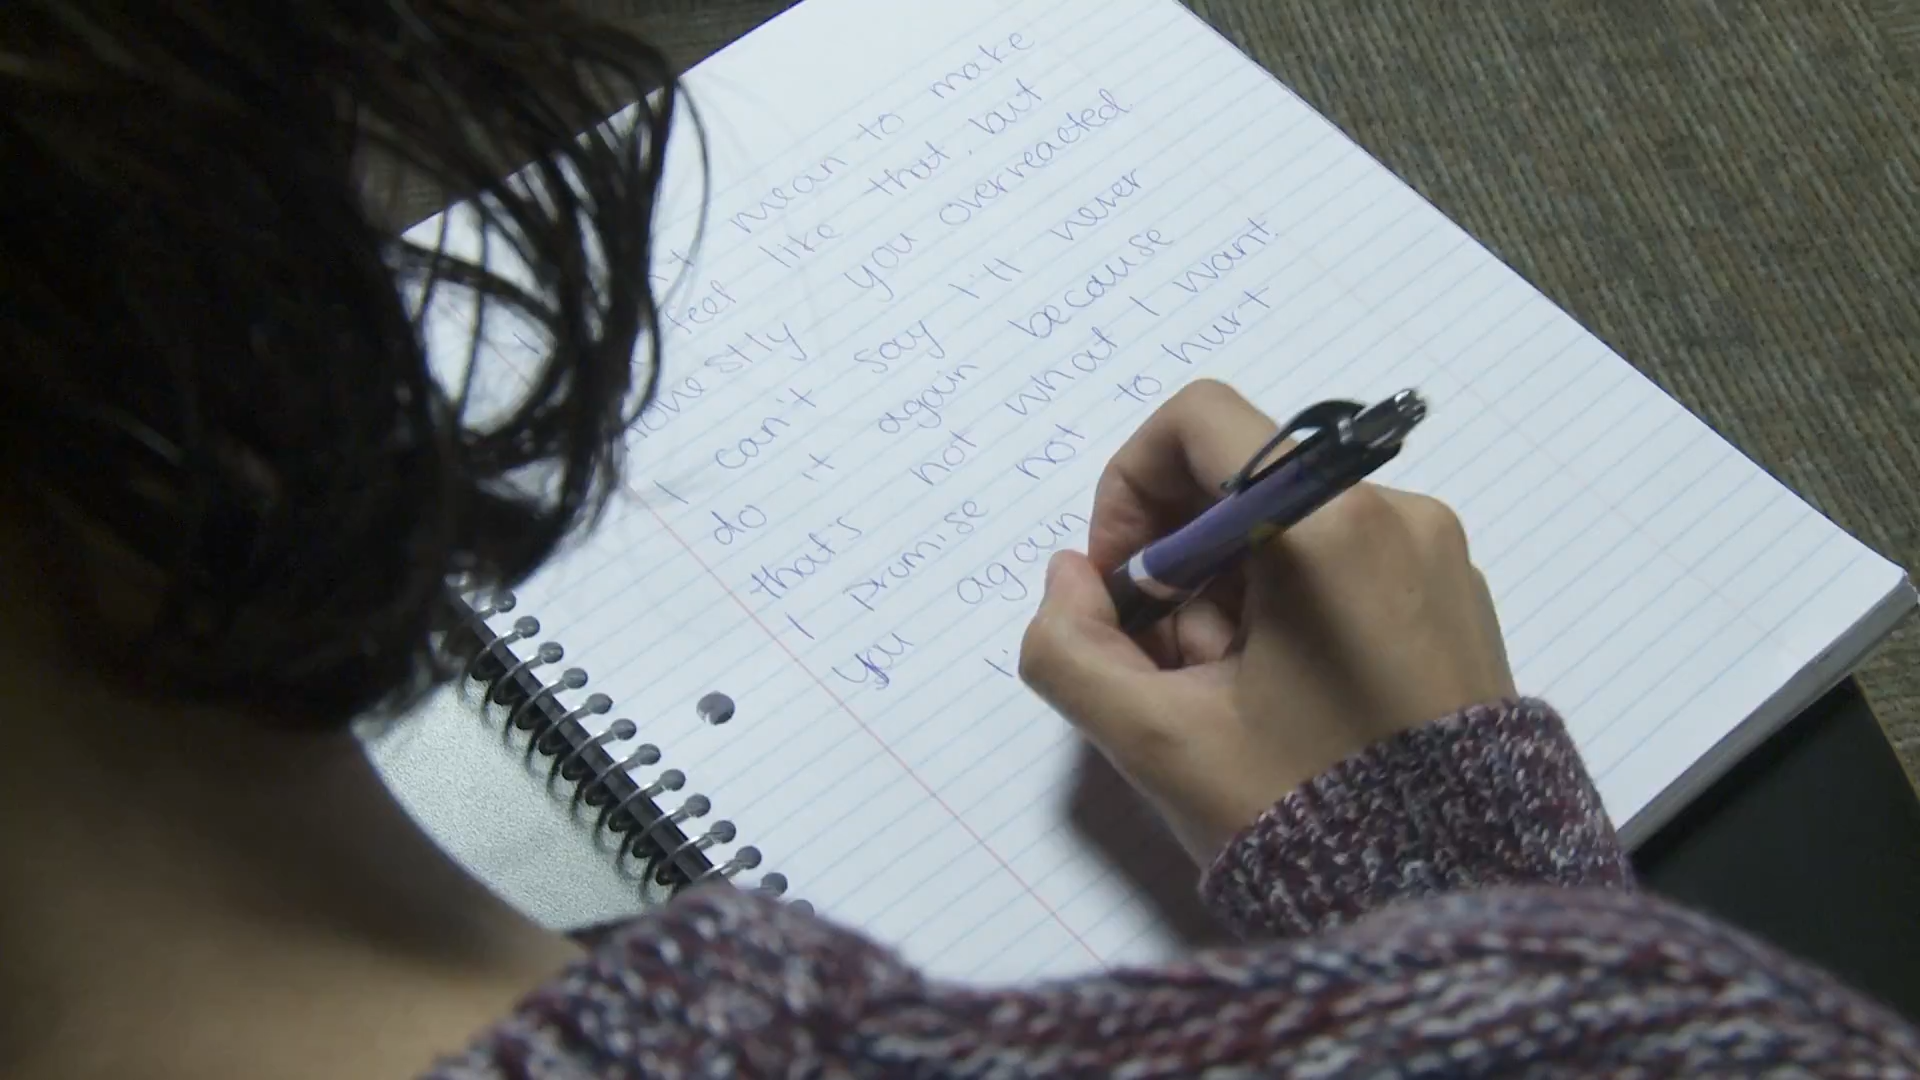 mean to make
feel like that, but
honestly you overreacted.
I can't say I'll never
do it again because
that's not what I want.
I promise not to hurt
you again